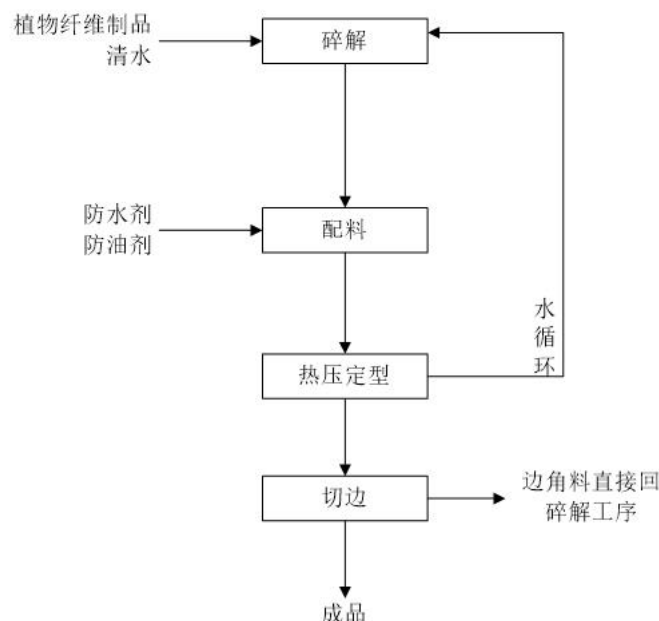 植物纤维制品
清水
碎解
防水剂
防油剂
配料
水循环
热压定型
切边
边角料直接回
碎解工序
成品